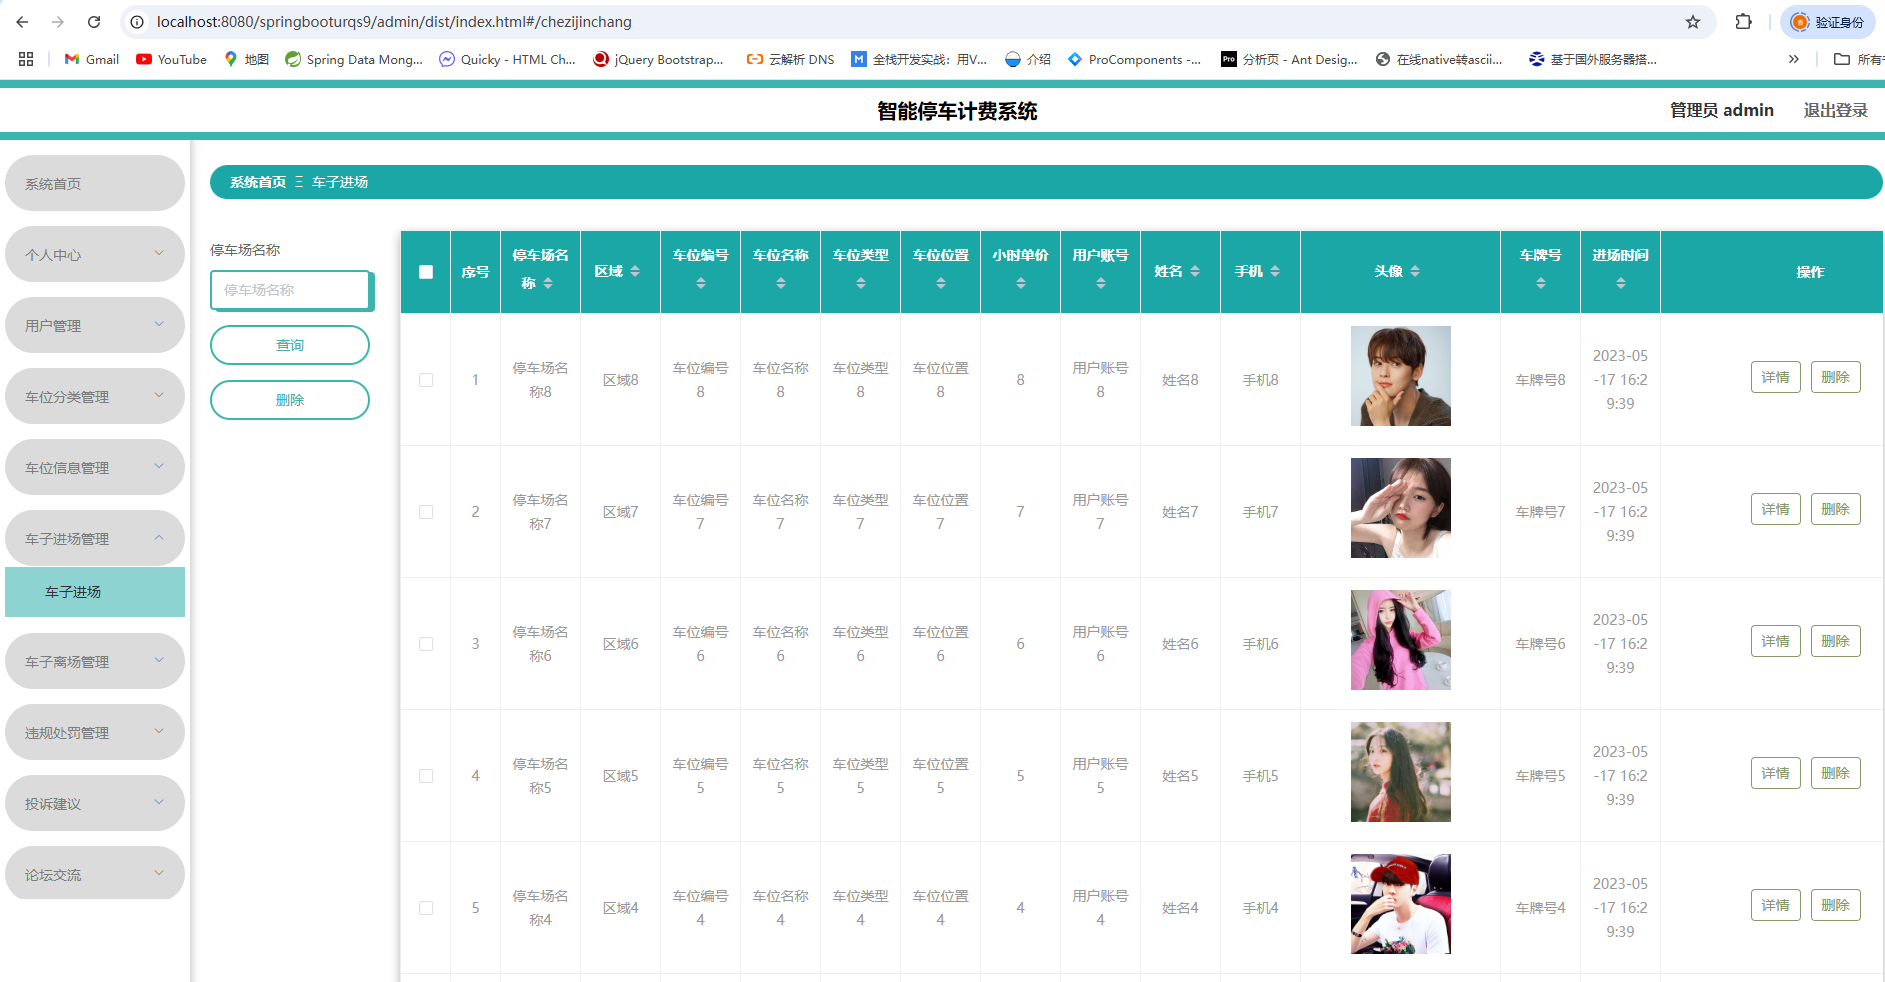 localhost:8080/springbooturqs9/admin/dist/index.html#/chezijinchang
验证身份
Gmail
YouTube
地图
Spring Data Mong...
Quicky - HTML Ch...
jQuery Bootstrap...
云解析 DNS
全栈开发实战：用V...
介绍
ProComponents -...
Pro
分析页 - Ant Desig...
在线native转ascii...
基于国外服务器搭...
所有
智能停车计费系统
管理员 admin
退出登录
系统首页
个人中心
用户管理
车位分类管理
车位信息管理
车子进场管理
车子进场
车子离场管理
违规处罚管理
投诉建议
论坛交流
系统首页 Ξ 车子进场
停车场名称
停车场名称
查询
删除
序号 停车场名称 区域 车位编号 车位名称 车位类型 车位位置 小时单价 用户账号 姓名 手机 头像 车牌号 进场时间 操作
1 停车场名称8 区域8 车位编号8 车位名称8 车位类型8 车位位置8 8 用户账号8 姓名8 手机8 车牌号8 2023-05-17 16:29:39 详情 删除
2 停车场名称7 区域7 车位编号7 车位名称7 车位类型7 车位位置7 7 用户账号7 姓名7 手机7 车牌号7 2023-05-17 16:29:39 详情 删除
3 停车场名称6 区域6 车位编号6 车位名称6 车位类型6 车位位置6 6 用户账号6 姓名6 手机6 车牌号6 2023-05-17 16:29:39 详情 删除
4 停车场名称5 区域5 车位编号5 车位名称5 车位类型5 车位位置5 5 用户账号5 姓名5 手机5 车牌号5 2023-05-17 16:29:39 详情 删除
5 停车场名称4 区域4 车位编号4 车位名称4 车位类型4 车位位置4 4 用户账号4 姓名4 手机4 车牌号4 2023-05-17 16:29:39 详情 删除